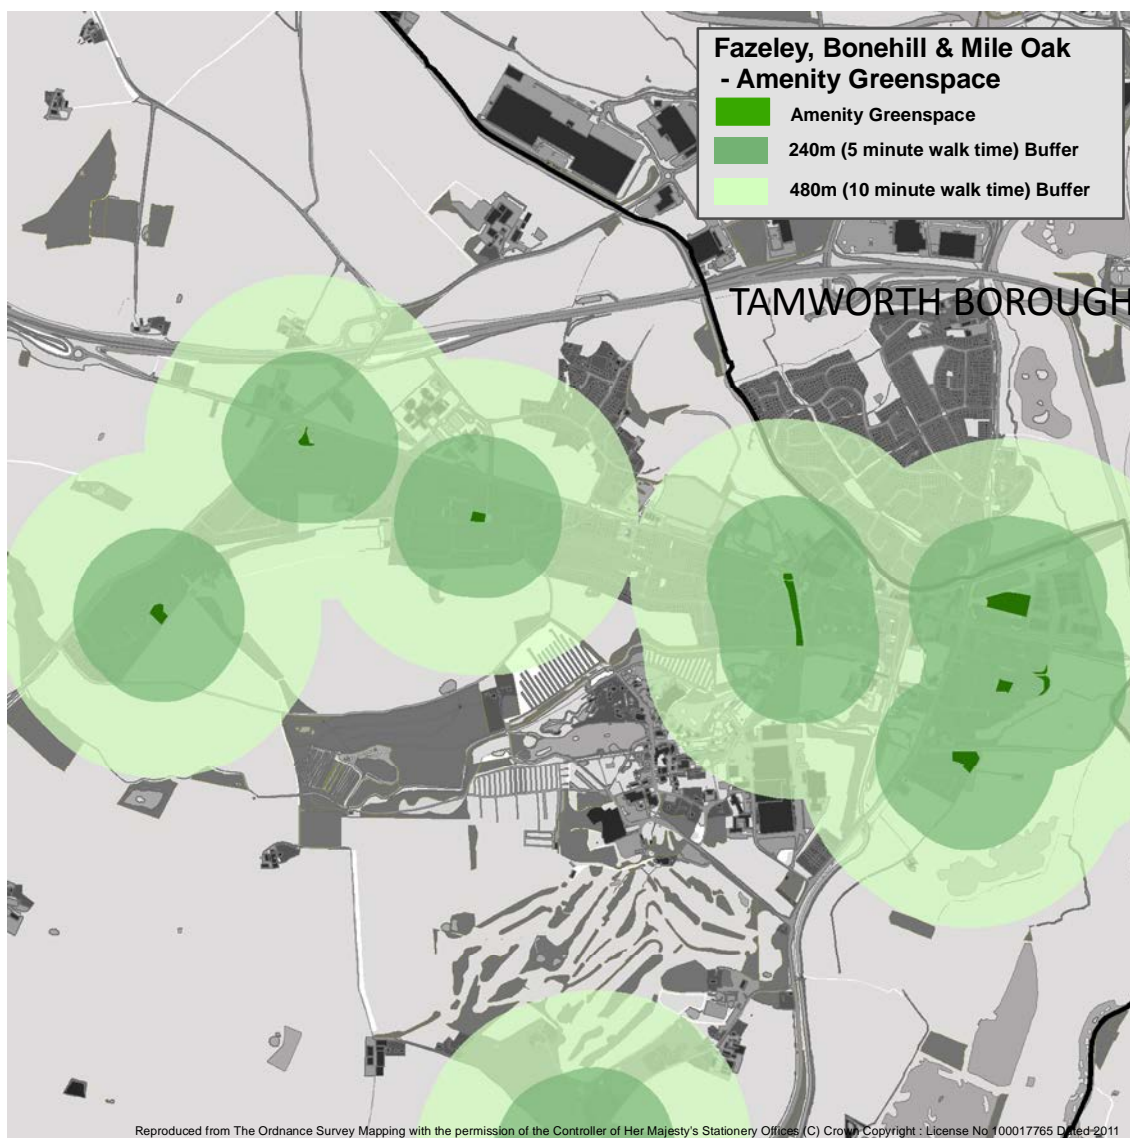 Fazeley, Bonehill & Mile Oak
- Amenity Greenspace
Amenity Greenspace
240m (5 minute walk time) Buffer
480m (10 minute walk time) Buffer
TAMWORTH BOROUGH
Reproduced from The Ordnance Survey Mapping with the permission of the Controller of Her Majesty's Stationery Offices (C) Crown Copyright : License No 100017765 Dated 2011